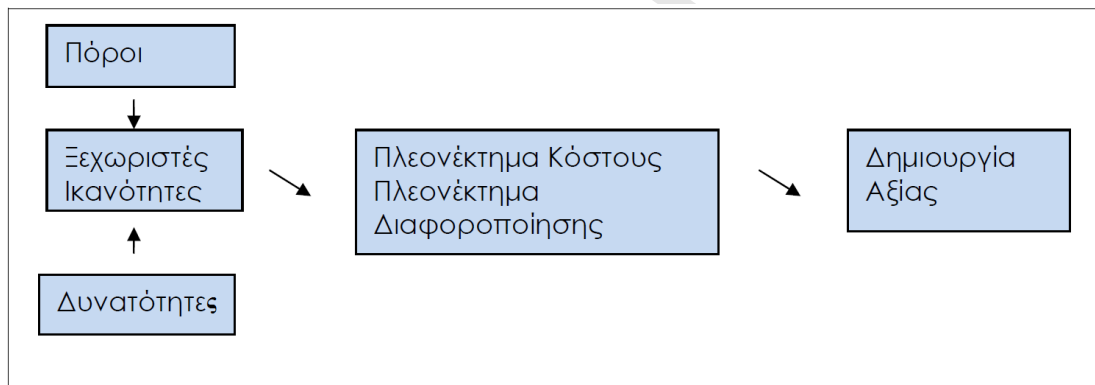 Πόροι
Ξεχωριστές
Ικανότητες
Δυνατότητες
Πλεονέκτημα Κόστους
Πλεονέκτημα
Διαφοροποίησης
Δημιουργία
Αξίας